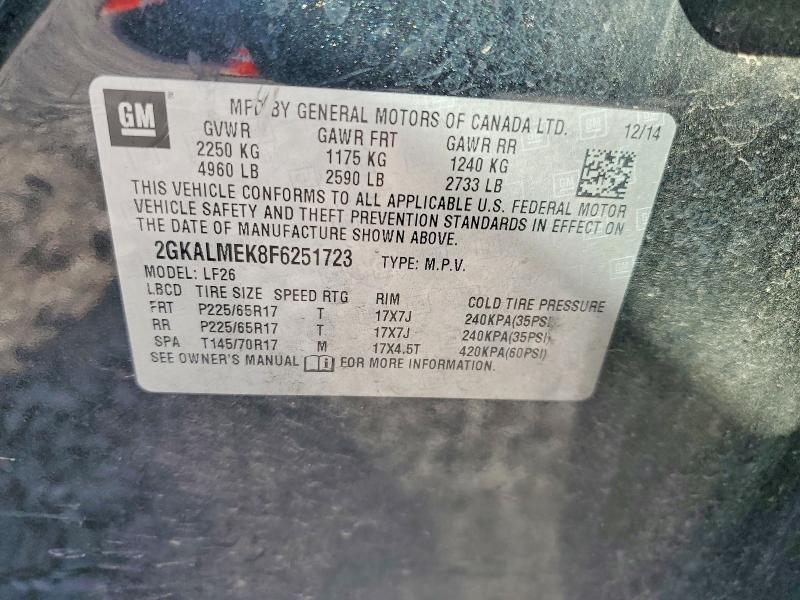 GM
MFD BY GENERAL MOTORS OF CANADA LTD. 12/14
GVWR GAWR FRT GAWR RR
2250 KG 1175 KG 1240 KG
4960 LB 2590 LB 2733 LB
THIS VEHICLE CONFORMS TO ALL APPLICABLE U.S. FEDERAL MOTOR
VEHICLE SAFETY AND THEFT PREVENTION STANDARDS IN EFFECT ON
THE DATE OF MANUFACTURE SHOWN ABOVE.
2GKALMEK8F6251723 TYPE: M.P.V.
MODEL: LF26
LBCD TIRE SIZE SPEED RTG RIM COLD TIRE PRESSURE
FRT P225/65R17 T 17X7J 240KPA(35PSI
RR P225/65R17 T 17X7J 240KPA(35PSI
SPA T145/70R17 M 17X4.5T 420KPA(60PSI)
SEE OWNER'S MANUAL FOR MORE INFORMATION.